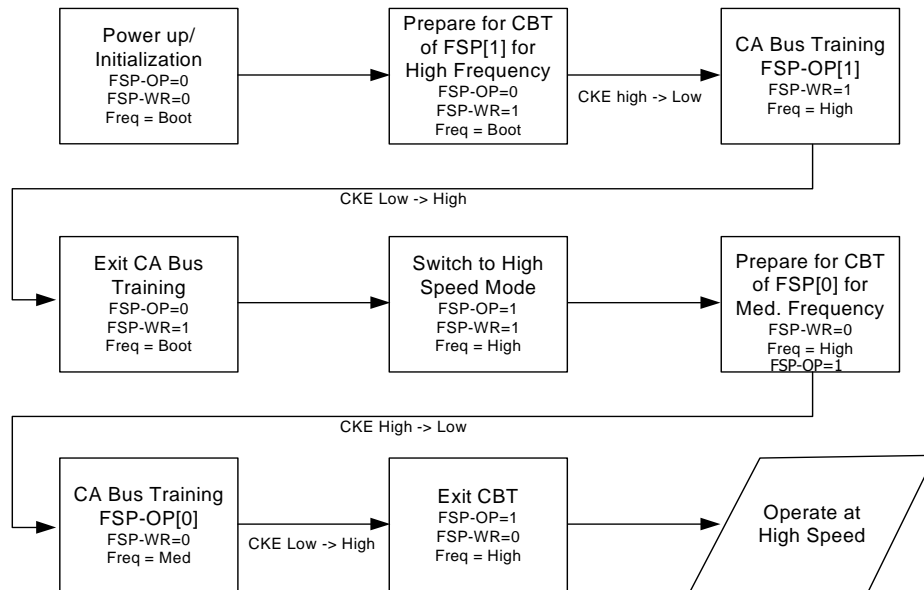 Power up/
Initialization
FSP-OP=0
FSP-WR=0
Freq = Boot
Prepare for CBT
of FSP[1] for
High Frequency
FSP-OP=0
FSP-WR=1
Freq = Boot
CKE high -> Low
CA Bus Training
FSP-OP[1]
FSP-WR=1
Freq = High
CKE Low -> High
Exit CA Bus
Training
FSP-OP=0
FSP-WR=1
Freq = Boot
Switch to High
Speed Mode
FSP-OP=1
FSP-WR=1
Freq = High
Prepare for CBT
of FSP[0] for
Med. Frequency
FSP-WR=0
Freq = High
FSP-OP=1
CKE High -> Low
CA Bus Training
FSP-OP[0]
FSP-WR=0
Freq = Med
CKE Low -> High
Exit CBT
FSP-OP=1
FSP-WR=0
Freq = High
Operate at
High Speed